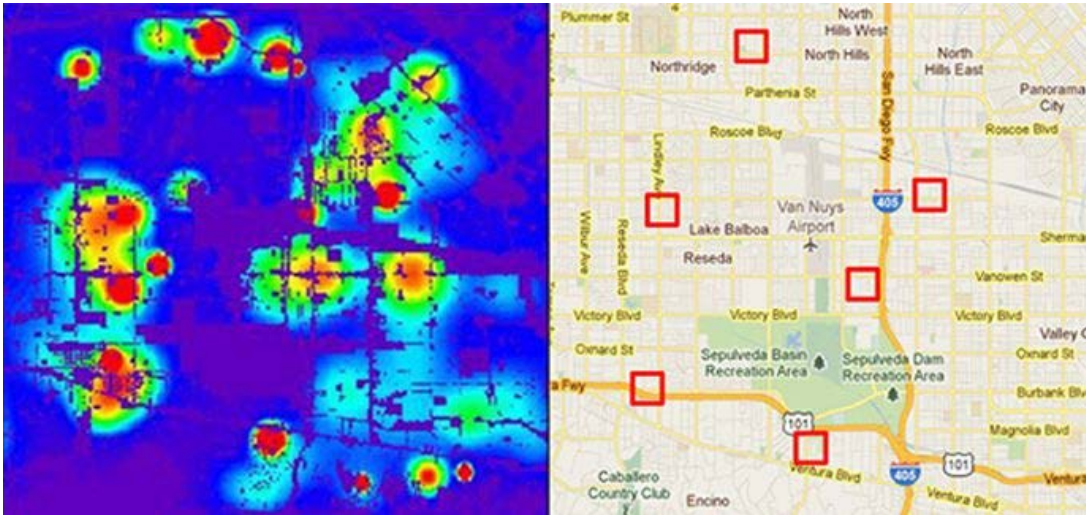 Plummer St
North
Hills West
Northridge
North Hills
North
Hills East
Panorama
City
Parthenia St
San Diego Fwy
Roscoe Blvd
Roscoe Blvd
Lindley Av
405
Van Nuys
Airport
Wilbur Ave
Reseda Blvd
Lake Balboa
Reseda
Sherma
Vanowen St
Victory Blvd
Victory Blvd
Victory Blvd
Valley G
Oxnard St
Sepulveda Basin
Recreation Area
Sepulveda Dam
Recreation Area
Oxnard St
ra Fwy
Burbank Blv
101
Magnolia Blvd
Ventura Blvd
101
405
Ventura
Ventura Blvd
Caballero
Country Club
Encino